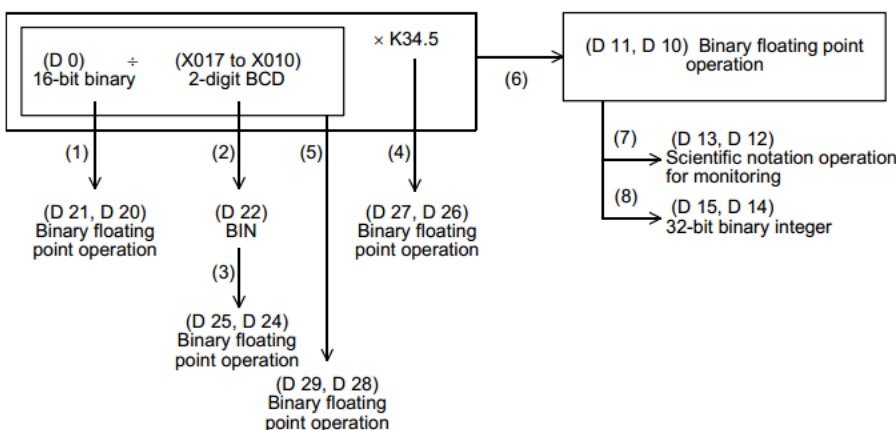 (D 0) ÷ (X017 to X010) × K34.5
16-bit binary 2-digit BCD
(D 11, D 10) Binary floating point
operation
(6)
(1) (2) (5) (4)
(7) (D 13, D 12)
Scientific notation operation
for monitoring
(8) (D 15, D 14)
32-bit binary integer
(D 21, D 20)
Binary floating
point operation
(D 22)
BIN
(D 27, D 26)
Binary floating
point operation
(3)
(D 25, D 24)
Binary floating
point operation
(D 29, D 28)
Binary floating
point operation